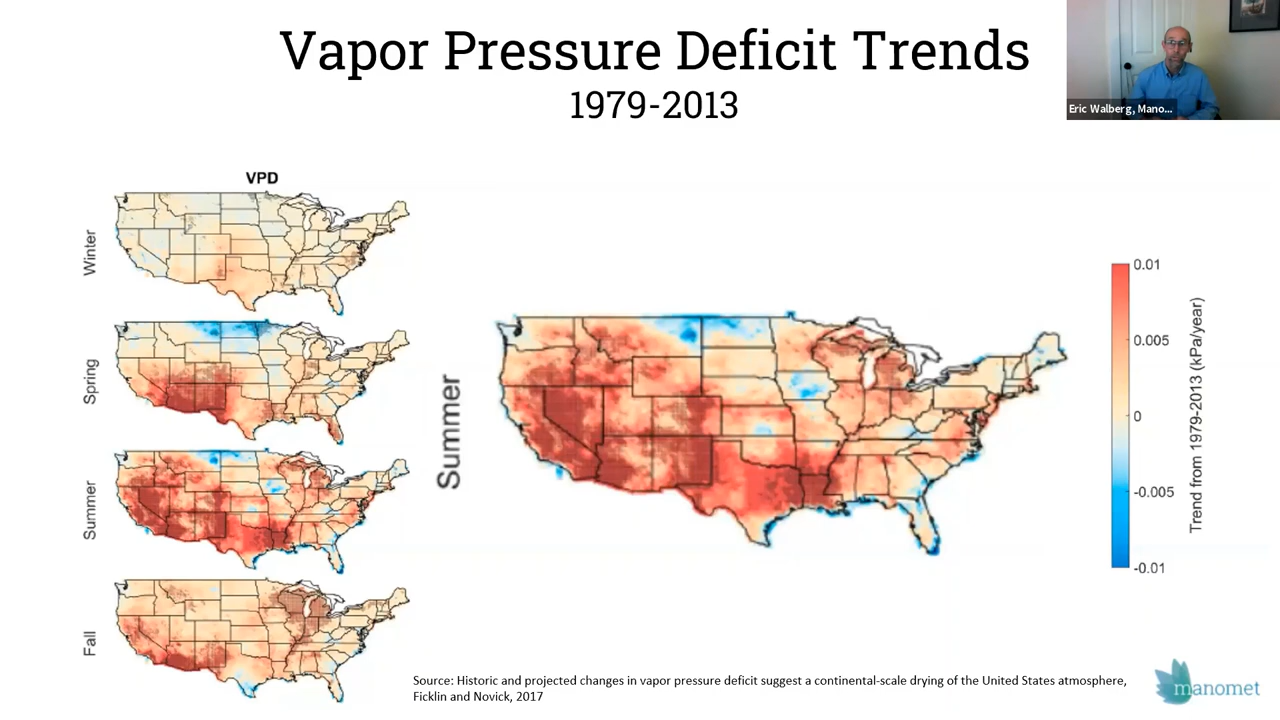 Vapor Pressure Deficit Trends
1979-2013
Eric Walberg, Mano...
VPD
Winter
Spring
Summer
Fall
Summer
0.01
0.005
0
-0.005
-0.01
Trend from 1979-2013 (kPa/year)
Source: Historic and projected changes in vapor pressure deficit suggest a continental-scale drying of the United States atmosphere,
Ficklin and Novick, 2017
manomet